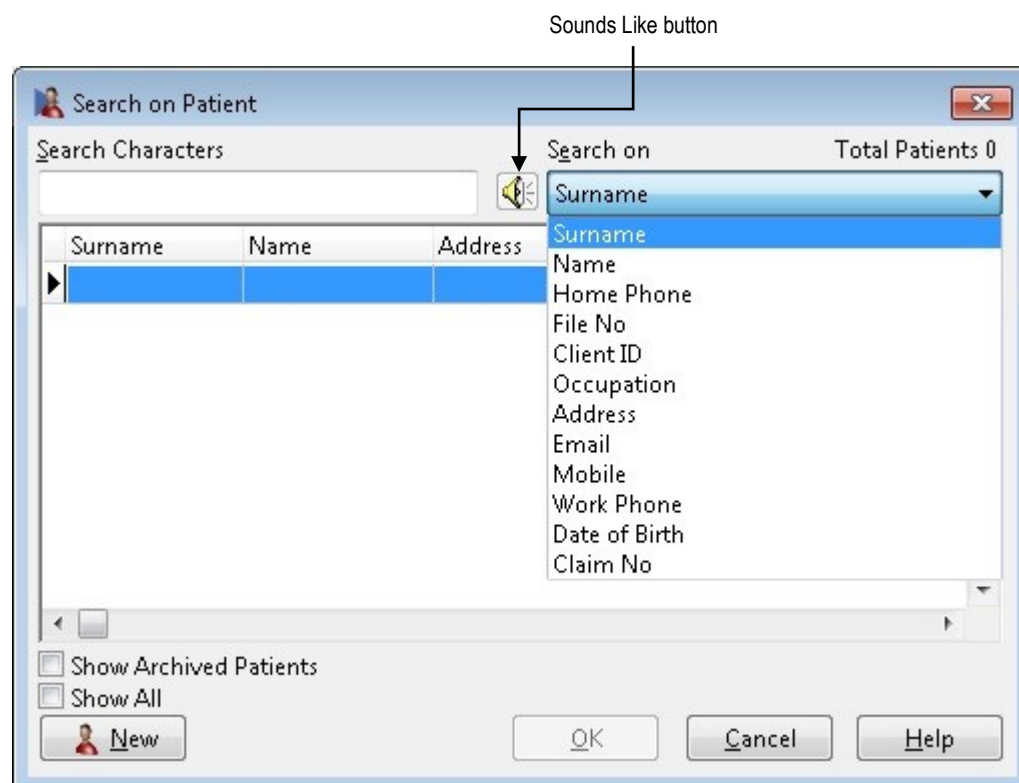 Sounds Like button
Search on Patient
Search Characters
Search on
Total Patients 0
Surname
Surname Name Address
Surname
Name
Home Phone
File No
Client ID
Occupation
Address
Email
Mobile
Work Phone
Date of Birth
Claim No
Show Archived Patients
Show All
New OK Cancel Help